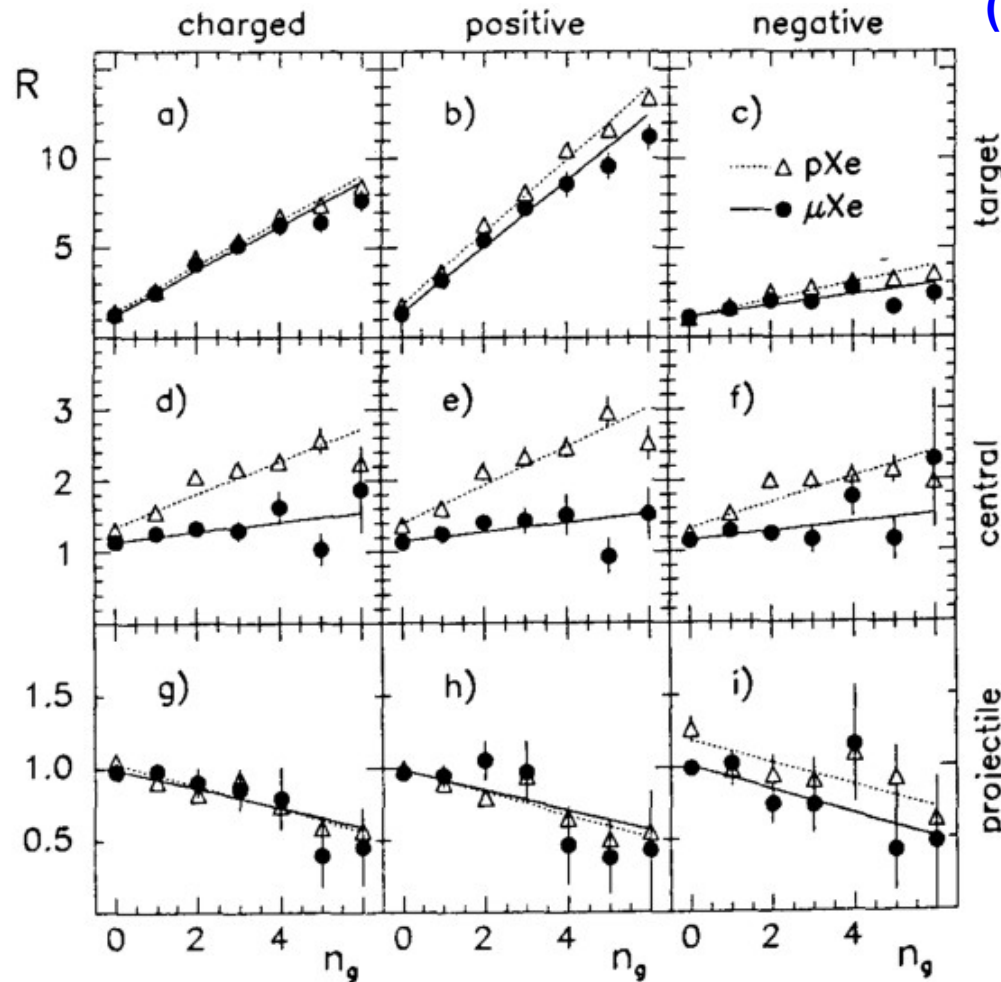 (
charged positive negative
R
a) b) c)
△ pXe
● μXe
target
10
5
d) e) f)
central
3
2
1
g) h) i)
projectile
1.5
1.0
0.5
0 2 4 0 2 4 0 2 4
n_g n_g n_g